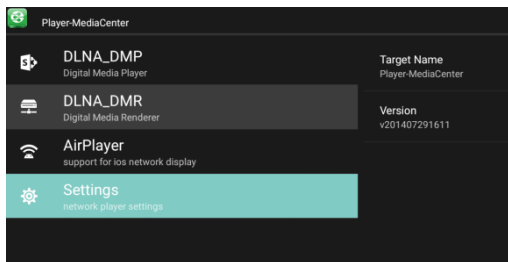 Player-MediaCenter
DLNA_DMP
Digital Media Player
DLNA_DMR
Digital Media Renderer
AirPlayer
support for ios network display
Settings
network player settings
Target Name
Player-MediaCenter
Version
v201407291611